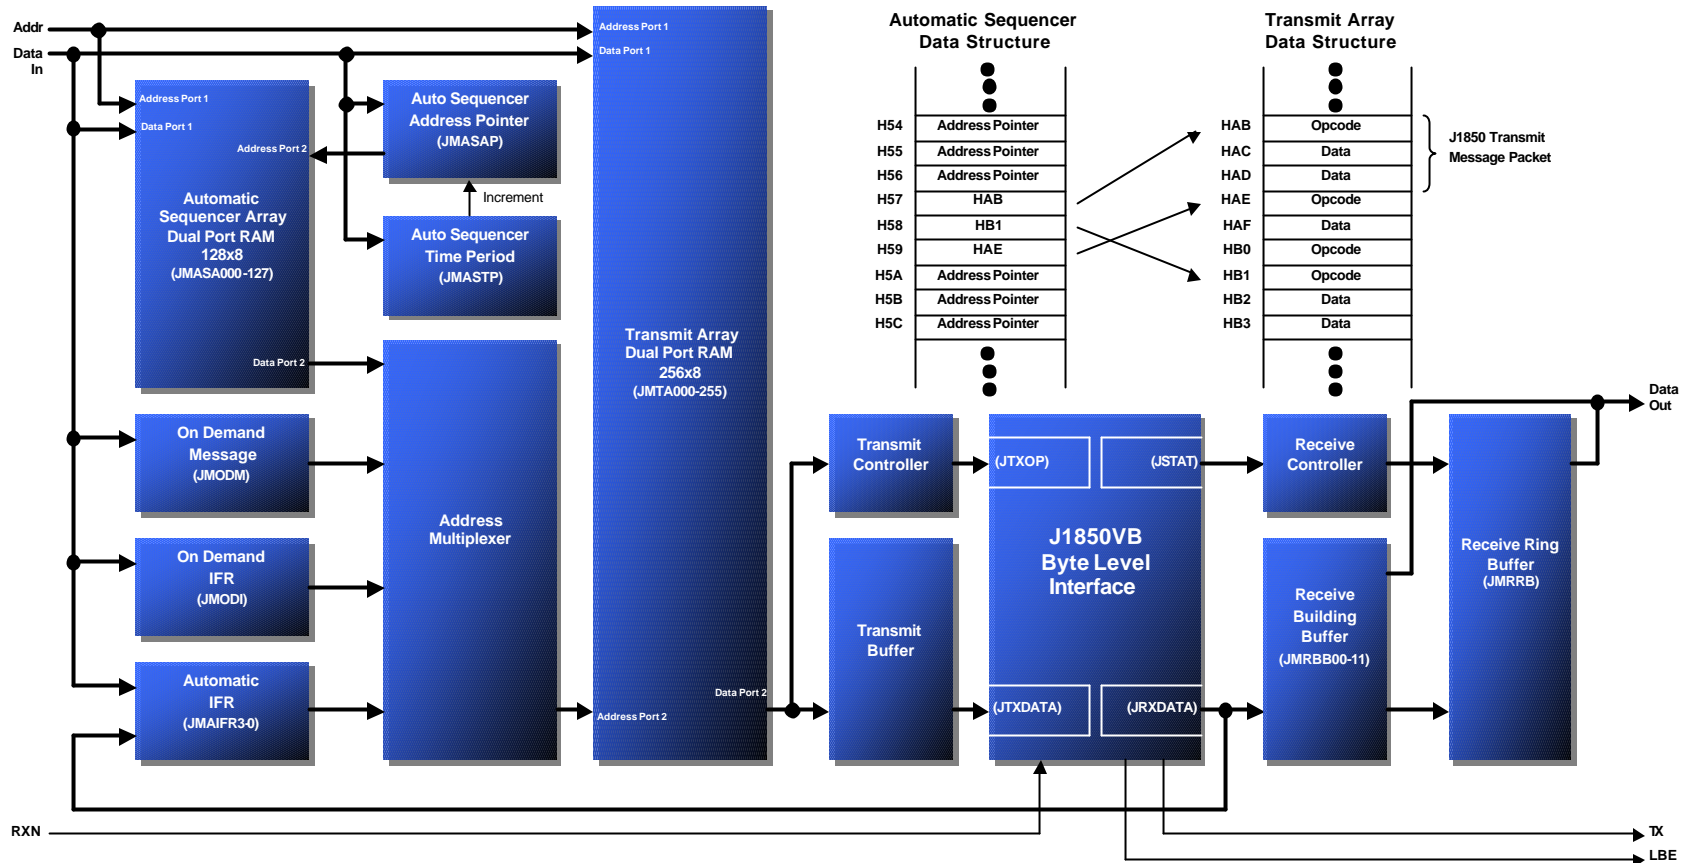 Addr
Data
In
Address Port 1
Data Port 1
Address Port 2
Automatic
Sequencer Array
Dual Port RAM
128x8
(JMASA000-127)
Data Port 2
Auto Sequencer
Address Pointer
(JMASAP)
Increment
Auto Sequencer
Time Period
(JMASTP)
On Demand
Message
(JMODM)
On Demand
IFR
(JMODI)
Automatic
IFR
(JMAIFR3-0)
Address
Multiplexer
Address Port 1
Data Port 1
Transmit Array
Dual Port RAM
256x8
(JMTA000-255)
Data Port 2
Address Port 2
Automatic Sequencer
Data Structure
H54 Address Pointer
H55 Address Pointer
H56 Address Pointer
H57 HAB
H58 HB1
H59 HAE
H5A Address Pointer
H5B Address Pointer
H5C Address Pointer
Transmit Array
Data Structure
HAB Opcode
HAC Data
HAD Data
HAE Opcode
HAF Data
HB0 Opcode
HB1 Opcode
HB2 Data
HB3 Data
J1850 Transmit
Message Packet
Transmit
Controller
Transmit
Buffer
(JTXOP)
(JSTAT)
J1850VB
Byte Level
Interface
(JTXDATA)
(JRXDATA)
Receive
Controller
Receive
Building
Buffer
(JMRBB00-11)
Receive Ring
Buffer
(JMRRB)
Data
Out
RXN
TX
LBE